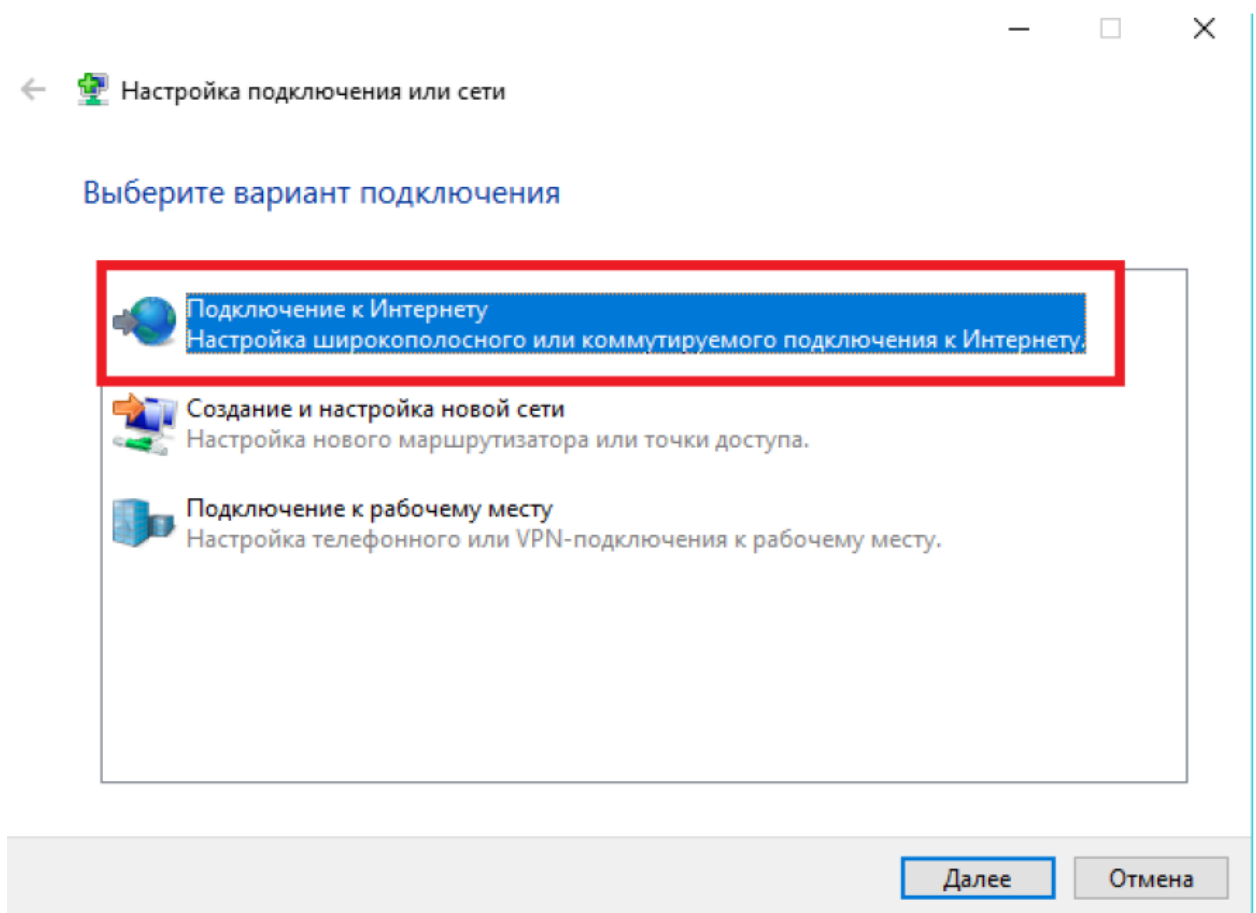 Настройка подключения или сети
Выберите вариант подключения
Подключение к Интернету
Настройка широкополосного или коммутируемого подключения к Интернету.
Создание и настройка новой сети
Настройка нового маршрутизатора или точки доступа.
Подключение к рабочему месту
Настройка телефонного или VPN-подключения к рабочему месту.
Далее
Отмена